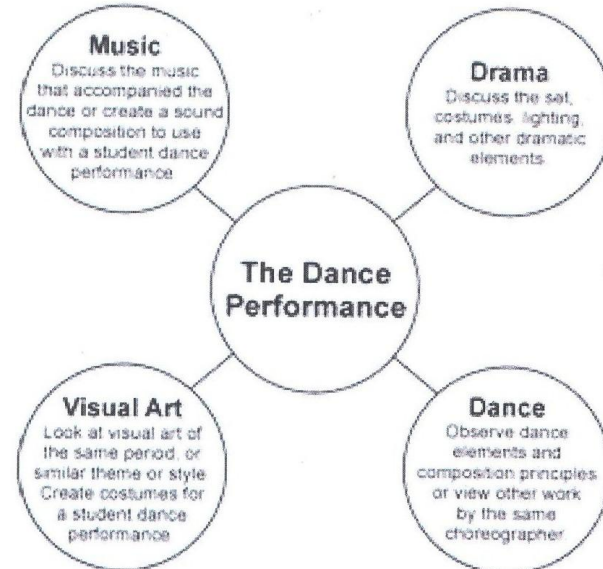 Music
Discuss the music
that accompanied the
dance or create a sound
composition to use
with a student dance
performance
Drama
Discuss the set,
costumes, lighting,
and other dramatic
elements
The Dance
Performance
Visual Art
Look at visual art of
the same period, or
similar theme or style
Create costumes for
a student dance
performance
Dance
Observe dance
elements and
composition principles
or view other work
by the same
choreographer